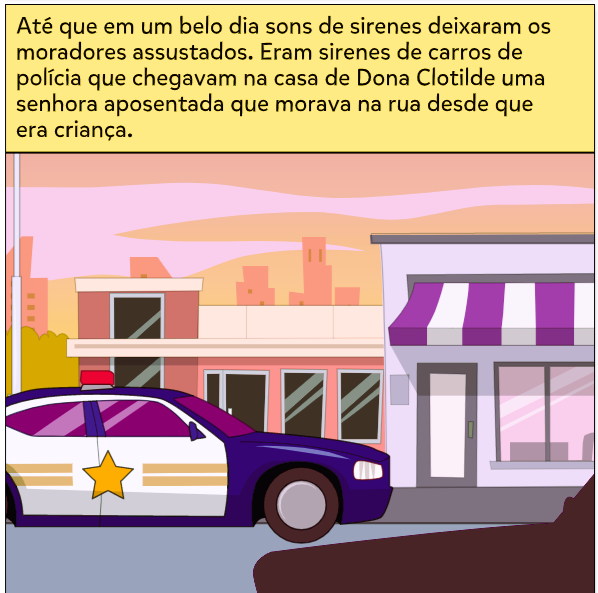 Até que em um belo dia sons de sirenes deixaram os
moradores assustados. Eram sirenes de carros de
polícia que chegavam na casa de Dona Clotilde uma
senhora aposentada que morava na rua desde que
era criança.